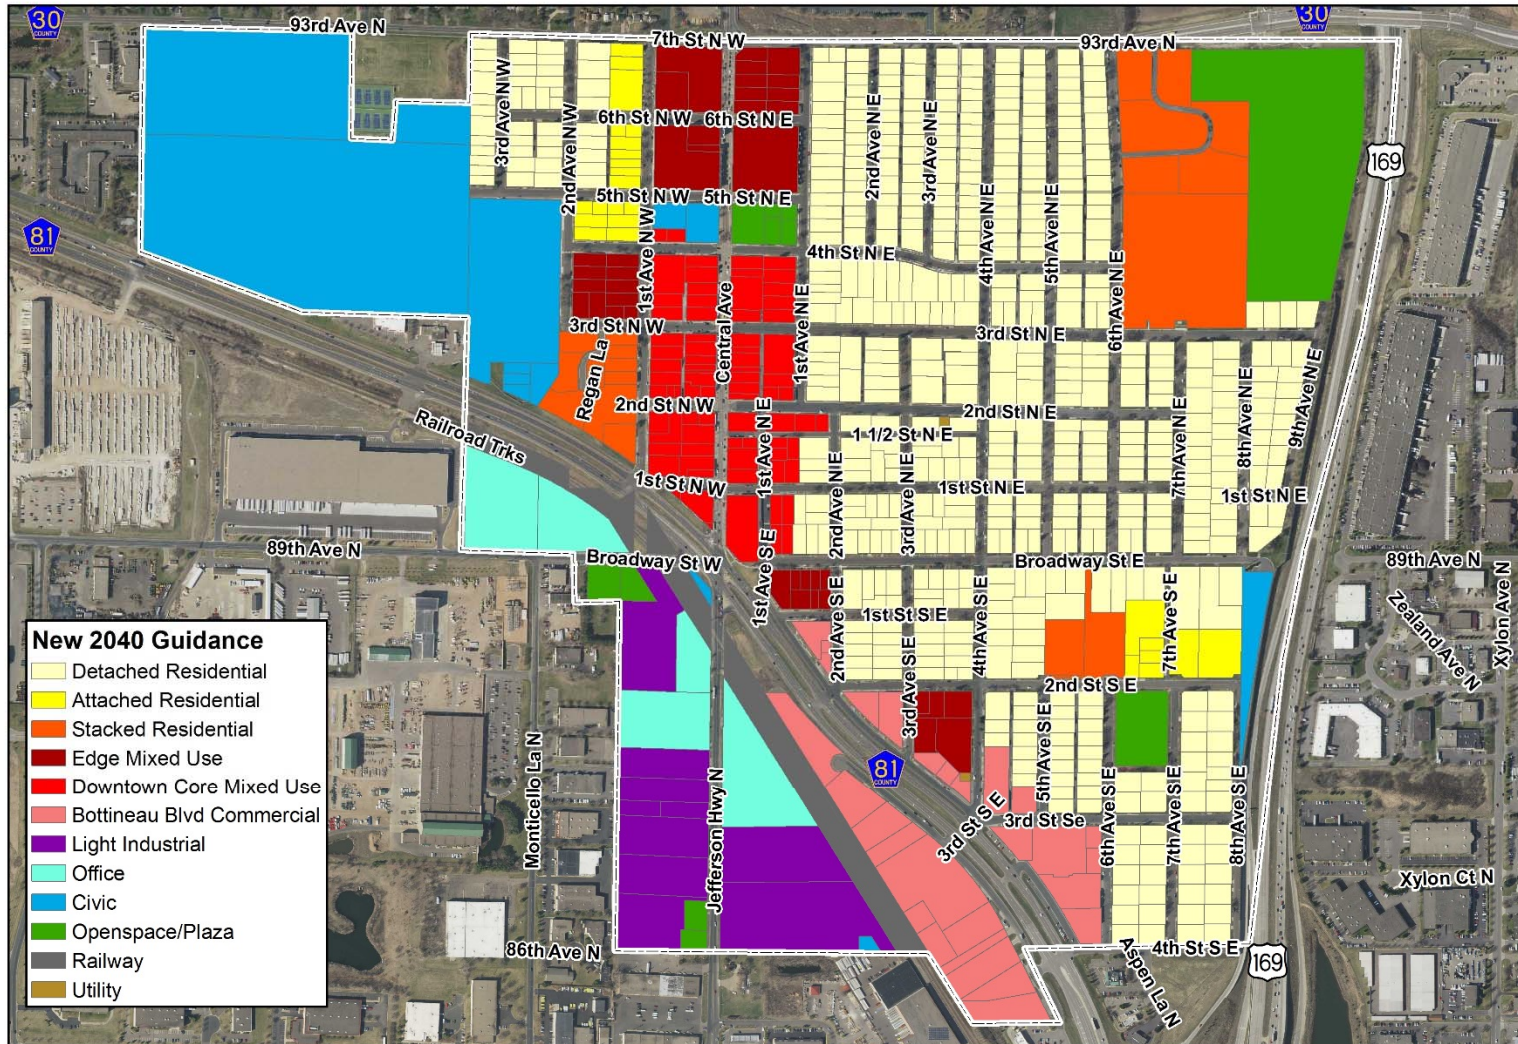 30
COUNTY
93rd Ave N
7th St N W
93rd Ave N
30
COUNTY
3rd Ave N W
2nd Ave N W
6th St N W
6th St N E
2nd Ave N E
3rd Ave N E
169
5th St N W
5th St N E
81
COUNTY
1st Ave N W
4th St N E
4th Ave N E
5th Ave N E
6th Ave N E
Central Ave
1st Ave N E
3rd St N W
3rd St N E
Regan La
2nd St N W
2nd St N E
1 1/2 St N E
1st Ave N E
7th Ave N E
8th Ave N E
9th Ave N E
Railroad Trks
1st St N W
2nd Ave N E
3rd Ave N E
1st St N E
1st St N E
89th Ave N
Broadway St W
1st Ave S E
Broadway St E
89th Ave N
Zealand Ave N
Xylon Ave N
2nd Ave S E
1st St S E
3rd Ave S E
4th Ave S E
7th Ave S E
2nd St S E
New 2040 Guidance
Detached Residential
Attached Residential
Stacked Residential
Edge Mixed Use
Downtown Core Mixed Use
Bottineau Blvd Commercial
Light Industrial
Office
Civic
Openspace/Plaza
Railway
Utility
Monticello La N
Jefferson Hwy N
81
COUNTY
5th Ave S E
3rd St S E
3rd St Se
6th Ave S E
7th Ave S E
8th Ave S E
Xylon Ct N
86th Ave N
Aspen La N
4th St S E
169